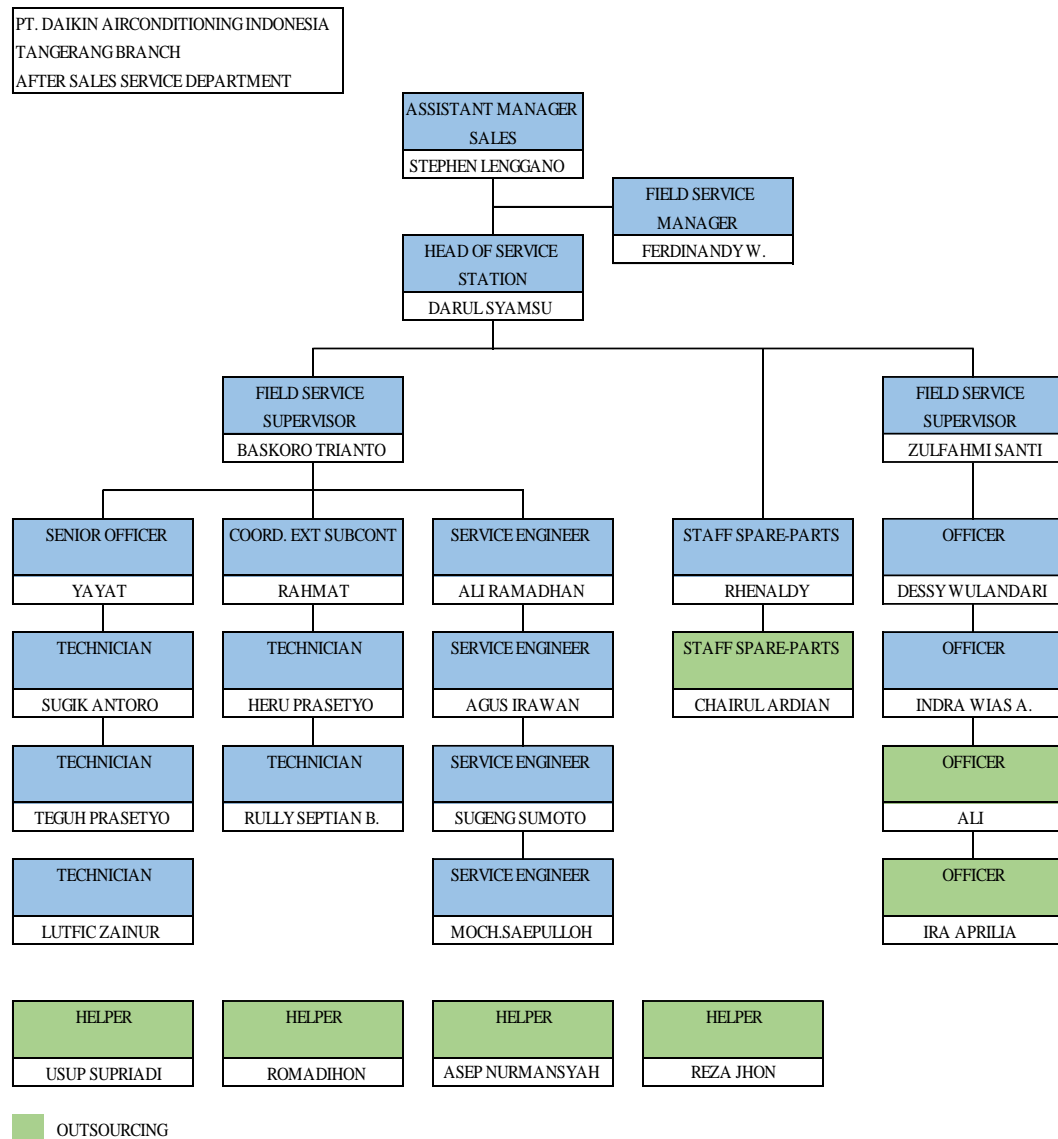 PT. DAIKIN AIRCONDITIONING INDONESIA
TANGERANG BRANCH
AFTER SALES SERVICE DEPARTMENT
ASSISTANT MANAGER
SALES
STEPHEN LENGGANO
FIELD SERVICE
MANAGER
FERDINANDY W.
HEAD OF SERVICE
STATION
DARUL SYAMSU
FIELD SERVICE
SUPERVISOR
BASKORO TRIANTO
FIELD SERVICE
SUPERVISOR
ZULFAHMI SANTI
SENIOR OFFICER
YAYAT
COORD. EXT SUBCONT
RAHMAT
SERVICE ENGINEER
ALI RAMADHAN
STAFF SPARE-PARTS
RHENALDY
OFFICER
DESSY WULANDARI
TECHNICIAN
SUGIK ANTORO
TECHNICIAN
HERU PRASETYO
SERVICE ENGINEER
AGUS IRAWAN
STAFF SPARE-PARTS
CHAIRUL ARDIAN
OFFICER
INDRA WIAS A.
TECHNICIAN
TEGUH PRASETYO
TECHNICIAN
RULLY SEPTIAN B.
SERVICE ENGINEER
SUGENG SUMOTO
OFFICER
ALI
TECHNICIAN
LUTFIC ZAINUR
SERVICE ENGINEER
MOCH.SAEPULLOH
OFFICER
IRA APRILIA
HELPER
USUP SUPRIADI
HELPER
ROMADIHON
HELPER
ASEP NURMANSYAH
HELPER
REZA JHON
OUTSOURCING